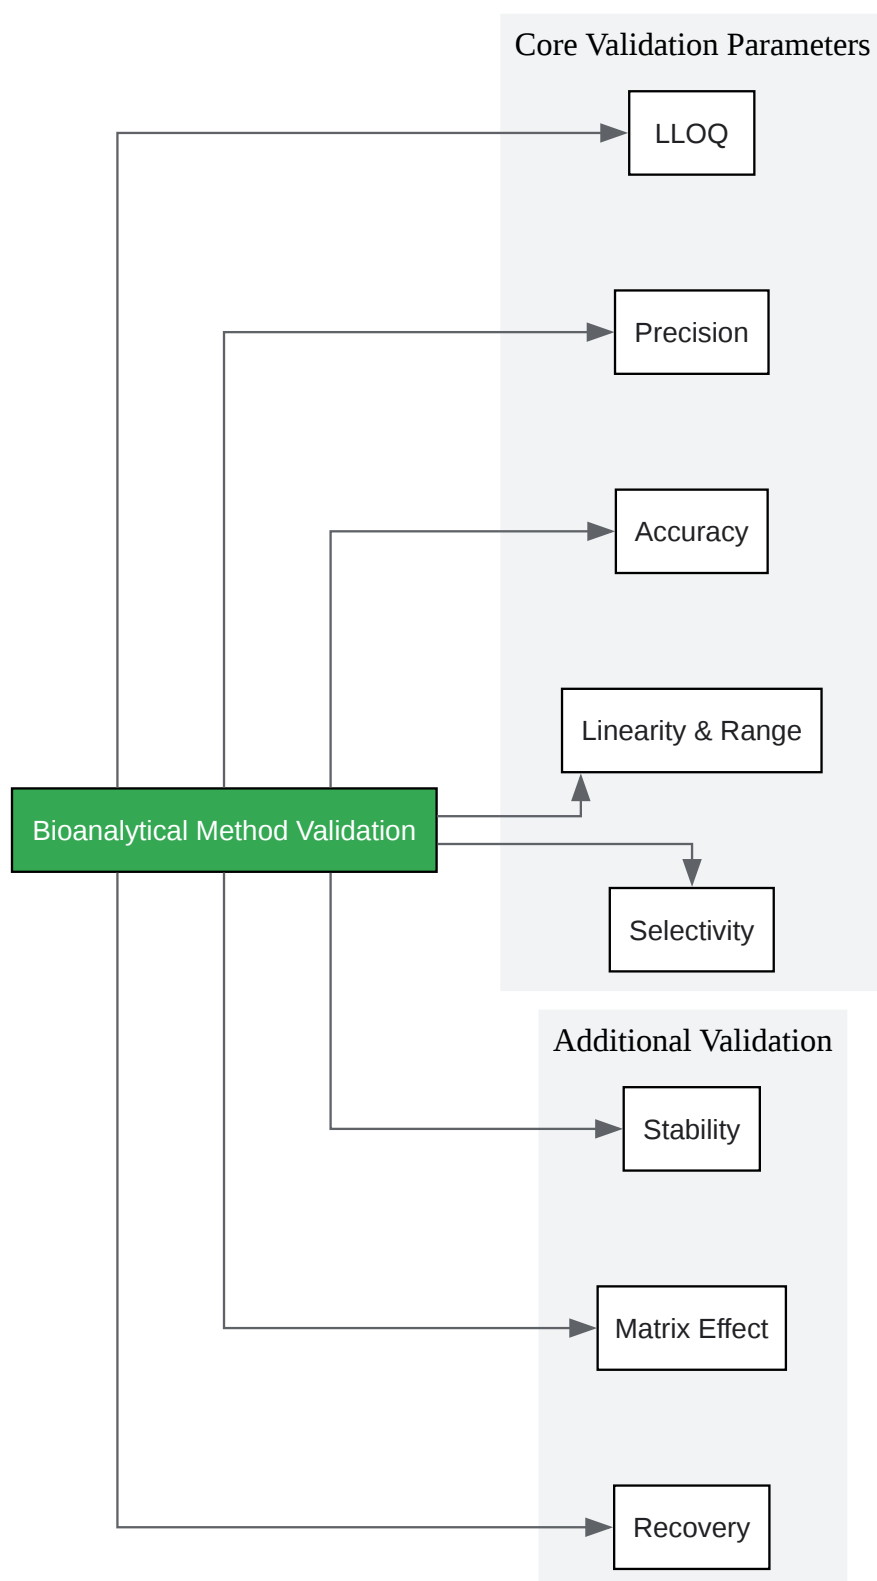 Core Validation Parameters
LLOQ
Precision
Accuracy
Linearity & Range
Bioanalytical Method Validation
Selectivity
Additional Validation
Stability
Matrix Effect
Recovery